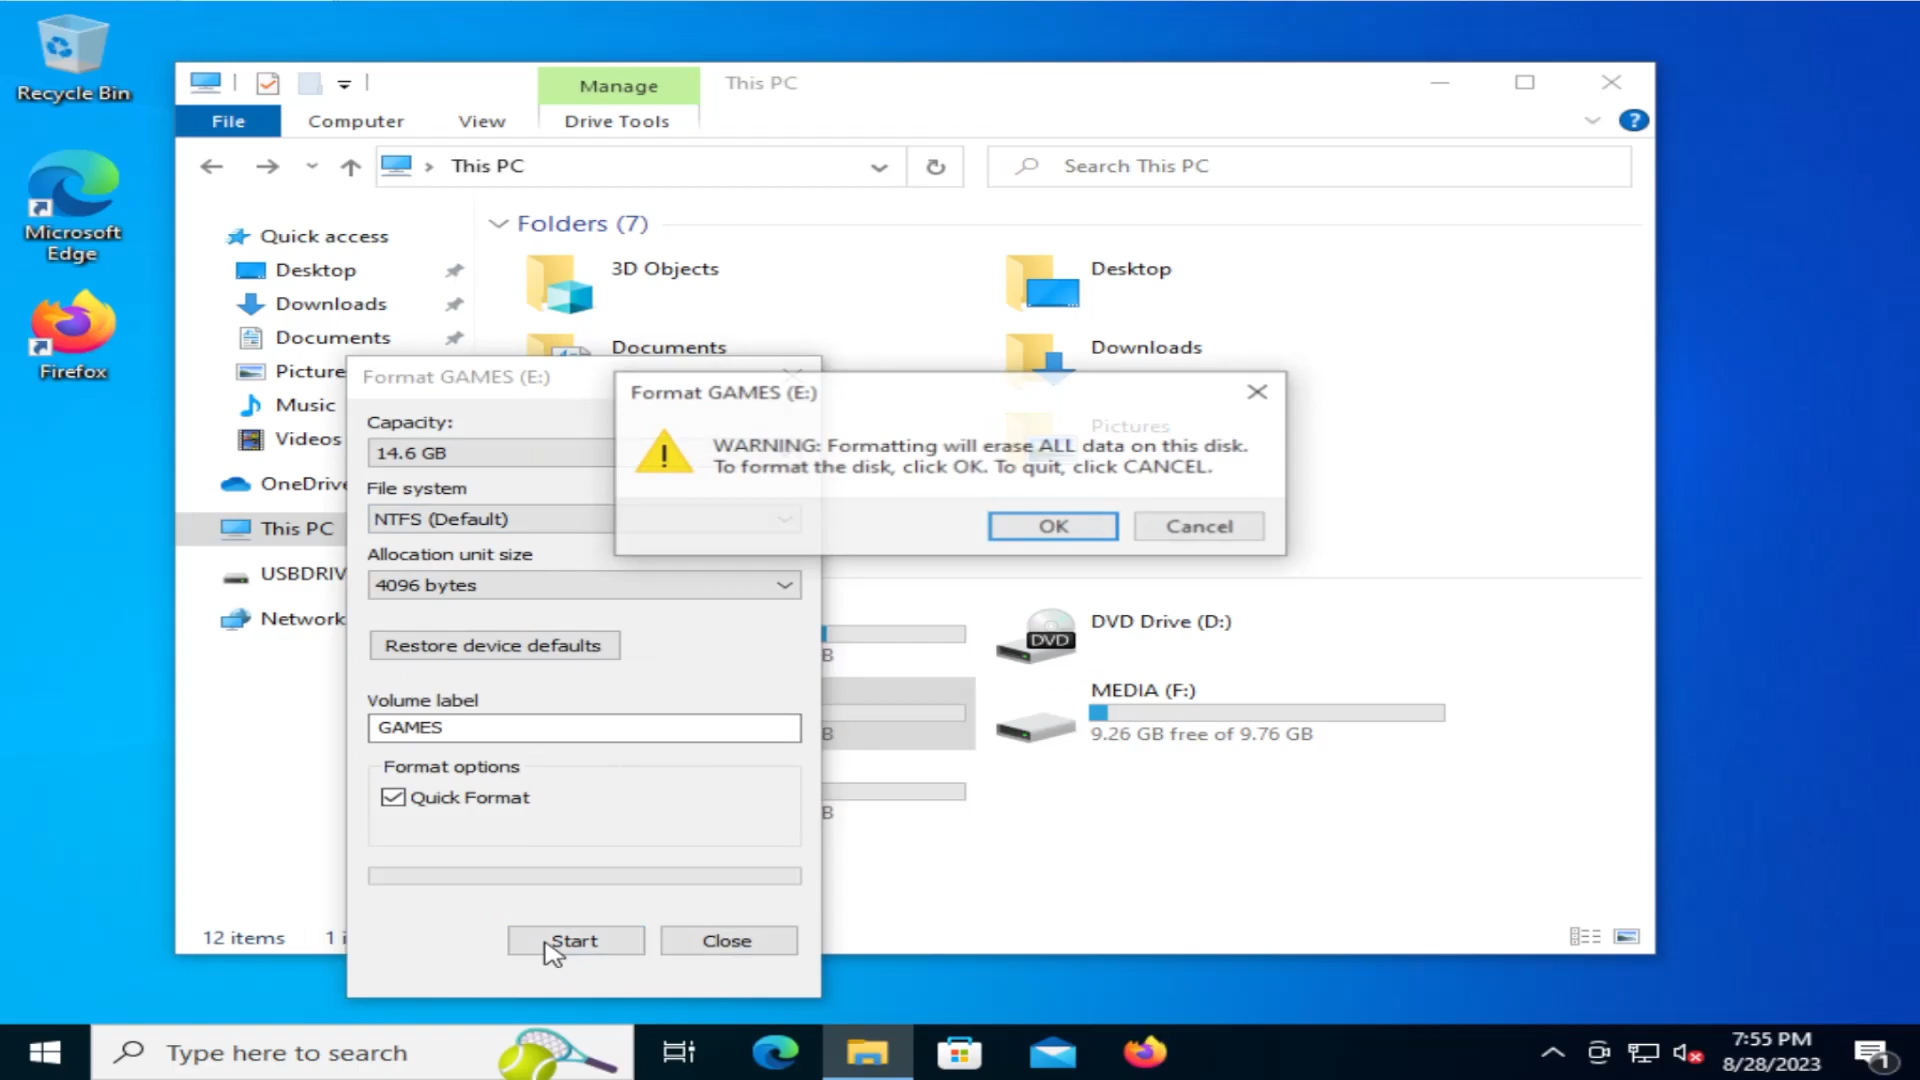 Recycle Bin
Microsoft
Edge
Firefox
Manage
This PC
File
Computer
View
Drive Tools
?
This PC
Search This PC
Quick access
Desktop
Downloads
Documents
Picture
Music
Videos
OneDrive
This PC
USBDRIV
Network
Folders (7)
3D Objects
Desktop
Documents
Downloads
Pictures
Format GAMES (E:)
Capacity:
14.6 GB
File system
NTFS (Default)
Allocation unit size
4096 bytes
Restore device defaults
Volume label
GAMES
Format options
Quick Format
Start
Close
Format GAMES (E:)
WARNING: Formatting will erase ALL data on this disk.
To format the disk, click OK. To quit, click CANCEL.
OK
Cancel
B
B
B
DVD Drive (D:)
DVD
MEDIA (F:)
9.26 GB free of 9.76 GB
12 items
1 i
Type here to search
7:55 PM
8/28/2023
1